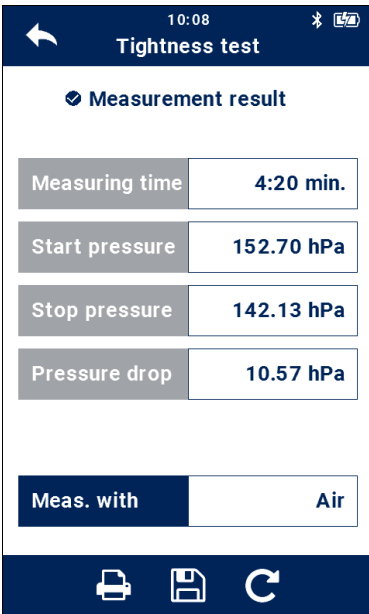 10:08
Tightness test
Measurement result
Measuring time 4:20 min.
Start pressure 152.70 hPa
Stop pressure 142.13 hPa
Pressure drop 10.57 hPa
Meas. with Air